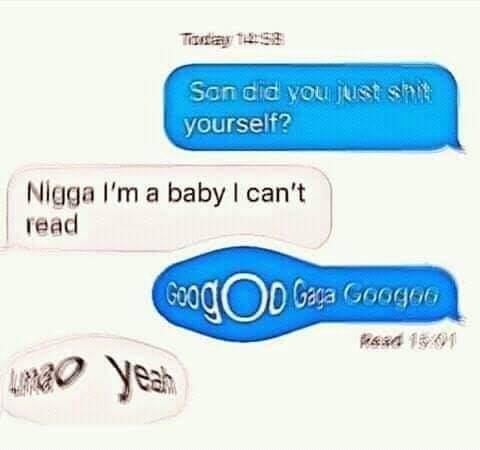 Today 14:58
Son did you just shit
yourself?
Nigga I'm a baby I can't
read
GoogOo Gaga Googoo
Read 15:01
Lmao yeah